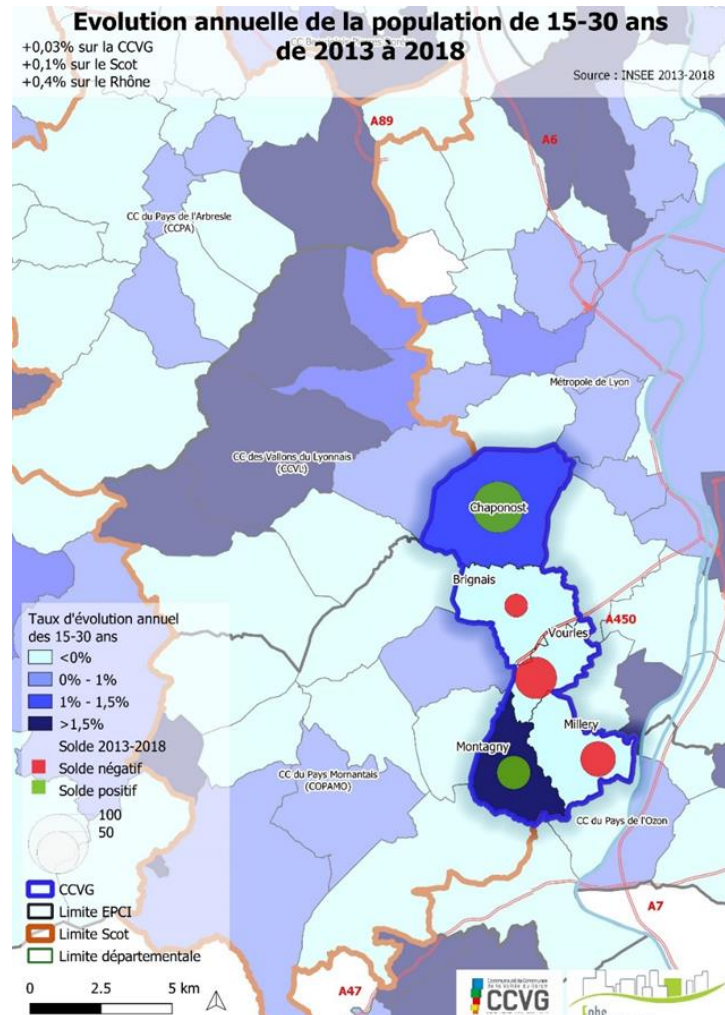 Evolution annuelle de la population de 15-30 ans
de 2013 à 2018
+0,03% sur la CCVG
+0,1% sur le Scot
+0,4% sur le Rhône
Source : INSEE 2013-2018
A89
A6
CC du Pays de l'Arbresle
(CCPA)
Métropole de Lyon
CC des Vallons du Lyonnais
(CCVL)
Chaponost
Brignais
A450
Vourles
Millery
Montagny
CC du Pays Mornantais
(COPAMO)
CC du Pays de l'Ozon
A7
A47
Taux d'évolution annuel
des 15-30 ans
<0%
0% - 1%
1% - 1,5%
>1,5%
Solde 2013-2018
Solde négatif
Solde positif
100
50
CCVG
Limite EPCI
Limite Scot
Limite départementale
0 2.5 5 km
CCVG